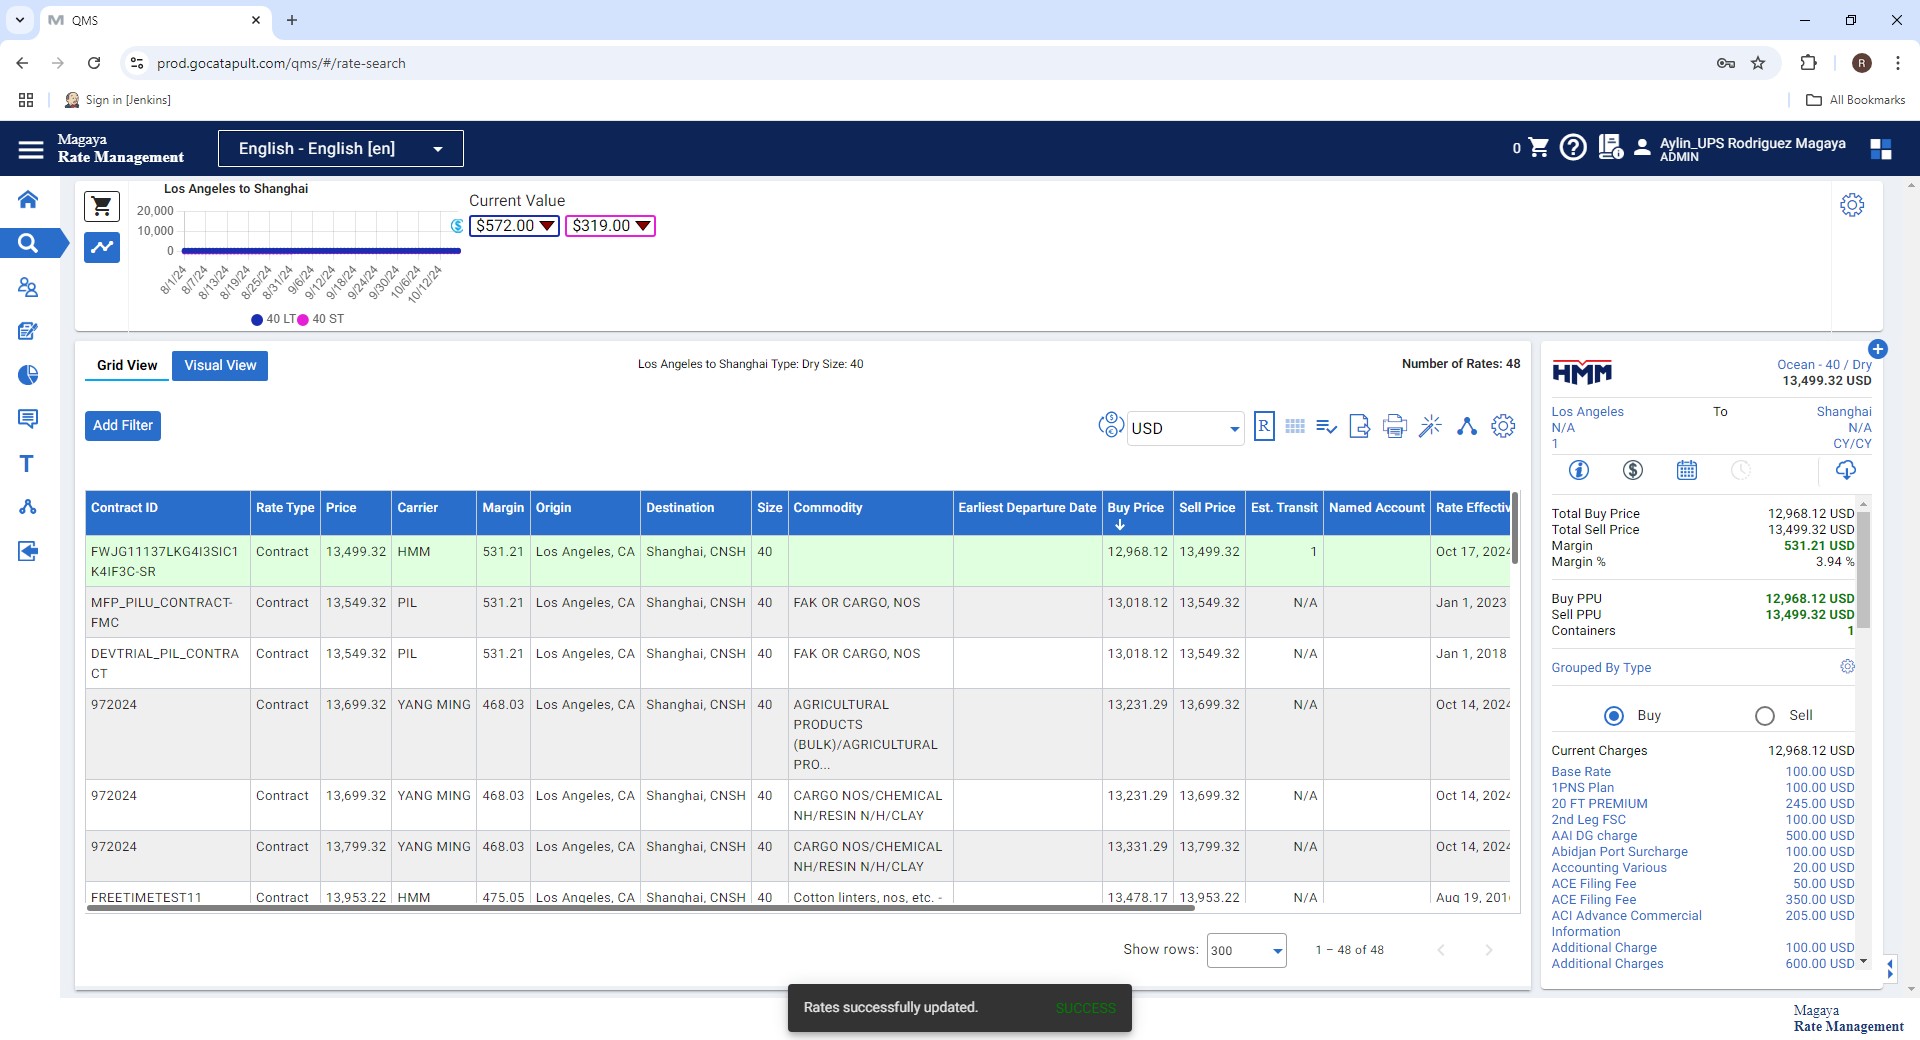 QMS
prod.gocatapult.com/qms/#/rate-search
R
Sign in [Jenkins]
All Bookmarks
Magaya
Rate Management
English - English [en]
0
Aylin_UPS Rodriguez Magaya
ADMIN
Los Angeles to Shanghai
20,000
10,000
0
8/1/24 8/7/24 8/13/24 8/19/24 8/25/24 8/31/24 9/6/24 9/12/24 9/18/24 9/24/24 9/30/24 10/6/24 10/12/24
40 LT 40 ST
Current Value
$572.00 $319.00
Grid View Visual View
Los Angeles to Shanghai Type: Dry Size: 40
Number of Rates: 48
Add Filter
USD
R
Contract ID Rate Type Price Carrier Margin Origin Destination Size Commodity Earliest Departure Date Buy Price Sell Price Est. Transit Named Account Rate Effectiv
FWJG11137LKG4I3SIC1 Contract 13,499.32 HMM 531.21 Los Angeles, CA Shanghai, CNSH 40 12,968.12 13,499.32 1 Oct 17, 2024
K4IF3C-SR
MFP_PILU_CONTRACT- Contract 13,549.32 PIL 531.21 Los Angeles, CA Shanghai, CNSH 40 FAK OR CARGO, NOS 13,018.12 13,549.32 N/A Jan 1, 2023
FMC
DEVTRIAL_PIL_CONTRA Contract 13,549.32 PIL 531.21 Los Angeles, CA Shanghai, CNSH 40 FAK OR CARGO, NOS 13,018.12 13,549.32 N/A Jan 1, 2018
CT
972024 Contract 13,699.32 YANG MING 468.03 Los Angeles, CA Shanghai, CNSH 40 AGRICULTURAL 13,231.29 13,699.32 N/A Oct 14, 2024
PRODUCTS
(BULK)/AGRICULTURAL
PRO...
972024 Contract 13,699.32 YANG MING 468.03 Los Angeles, CA Shanghai, CNSH 40 CARGO NOS/CHEMICAL 13,231.29 13,699.32 N/A Oct 14, 2024
NH/RESIN N/H/CLAY
972024 Contract 13,799.32 YANG MING 468.03 Los Angeles, CA Shanghai, CNSH 40 CARGO NOS/CHEMICAL 13,331.29 13,799.32 N/A Oct 14, 2024
NH/RESIN N/H/CLAY
FREETIMETEST11 Contract 13,953.22 HMM 475.05 Los Angeles, CA Shanghai, CNSH 40 Cotton linters, nos, etc. - 13,478.17 13,953.22 N/A Aug 19, 201
Show rows: 300 1 – 48 of 48
Rates successfully updated. SUCCESS
HMM
Ocean - 40 / Dry
13,499.32 USD
Los Angeles To Shanghai
N/A N/A
1 CY/CY
Total Buy Price 12,968.12 USD
Total Sell Price 13,499.32 USD
Margin 531.21 USD
Margin % 3.94 %
Buy PPU 12,968.12 USD
Sell PPU 13,499.32 USD
Containers 1
Grouped By Type
Buy Sell
Current Charges 12,968.12 USD
Base Rate 100.00 USD
1PNS Plan 100.00 USD
20 FT PREMIUM 245.00 USD
2nd Leg FSC 100.00 USD
AAI DG charge 500.00 USD
Abidjan Port Surcharge 100.00 USD
Accounting Various 20.00 USD
ACE Filing Fee 50.00 USD
ACE Filing Fee 350.00 USD
ACI Advance Commercial 205.00 USD
Information
Additional Charge 100.00 USD
Additional Charges 600.00 USD
Magaya
Rate Management